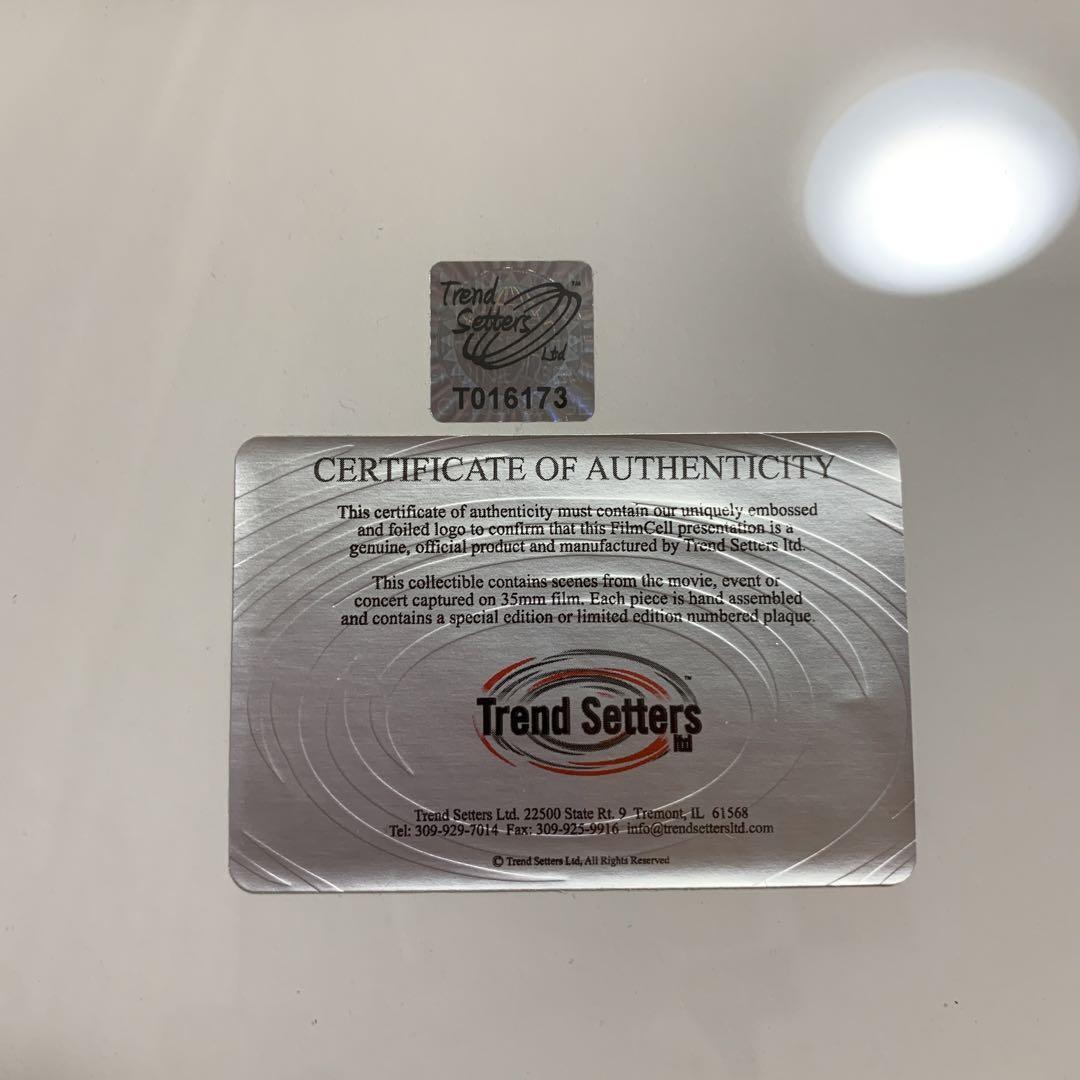 Trend
Setters
™
Ltd
T016173
CERTIFICATE OF AUTHENTICITY
This certificate of authenticity must contain our uniquely embossed
and foiled logo to confirm that this FilmCell presentation is a
genuine, official product and manufactured by Trend Setters ltd.
This collectible contains scenes from the movie, event or
concert captured on 35mm film. Each piece is hand assembled
and contains a special edition or limited edition numbered plaque.
™
Trend Setters
ltd
Trend Setters Ltd. 22500 State Rt. 9 Tremont, IL 61568
Tel: 309-929-7014 Fax: 309-925-9916 info@trendsettersltd.com
© Trend Setters Ltd, All Rights Reserved